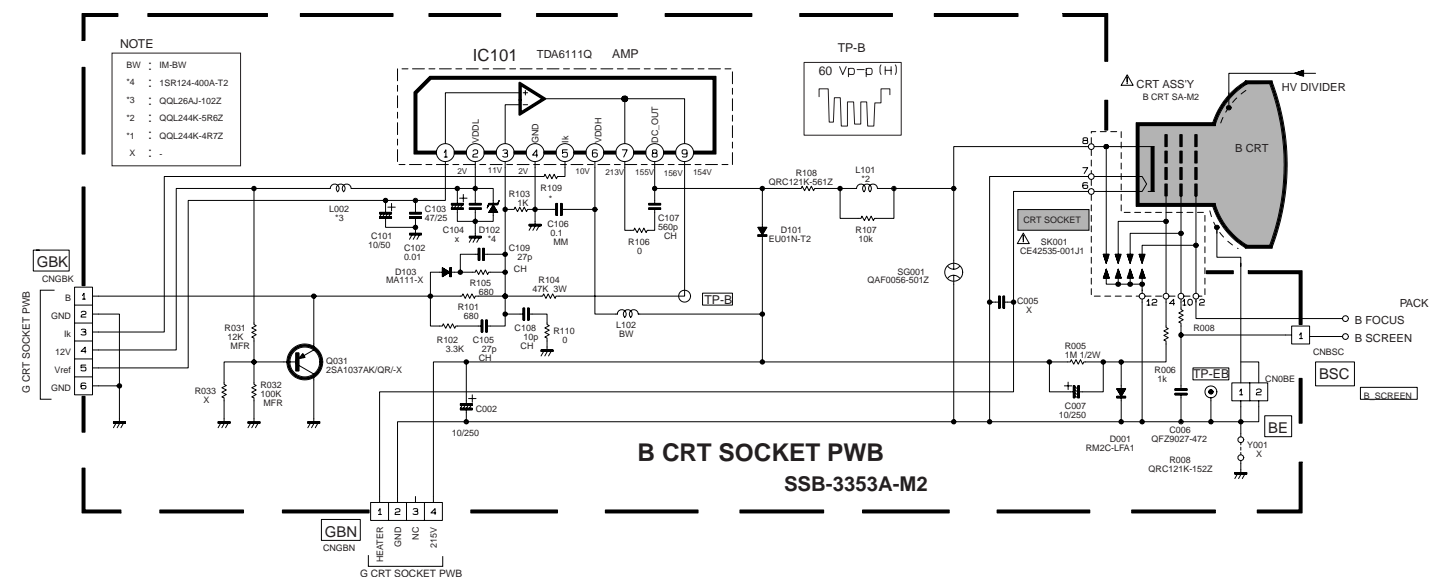 NOTE
BW : IM-BW
*4 : 1SR124-400A-T2
*3 : QQL26AJ-102Z
*2 : QQL244K-5R6Z
*1 : QQL244K-4R7Z
X : -
IC101 TDA6111Q AMP
VDDL
GND
Ik
VDDH
DC_OUT
1 2 3 4 5 6 7 8 9
2V 11V 2V 10V 213V 155V 156V 154V
TP-B
60 Vp-p (H)
CRT ASS'Y
B CRT SA-M2
HV DIVIDER
B CRT
8
7
6
CRT SOCKET
SK001
CE42535-001J1
12 4 10 2
L002
*3
C101
10/50
C102
0.01
C103
47/25
C104
x
D102
*4
R103
1K
R109
*
C106
0.1
MM
R106
0
C107
560p
CH
D101
EU01N-T2
R108
QRC121K-561Z
L101
*2
R107
10k
SG001
QAF0056-501Z
C109
27p
CH
D103
MA111-X
R105
680
R101
680
R104
47K 3W
TP-B
R102
3.3K
C105
27p
CH
C108
10p
CH
R110
0
L102
BW
C005
X
GBK
CNGBK
G CRT SOCKET PWB
B 1
GND 2
Ik 3
12V 4
Vref 5
GND 6
R031
12K
MFR
R033
X
R032
100K
MFR
Q031
2SA1037AK/QR/-X
C002
10/250
R005
1M 1/2W
C007
10/250
D001
RM2C-LFA1
R006
1k
R008
C006
QFZ9027-472
R008
QRC121K-152Z
TP-EB
1 2
CN0BE
BE
Y001
X
PACK
B FOCUS
B SCREEN
1
CNBSC
BSC
B SCREEN
B CRT SOCKET PWB
SSB-3353A-M2
GBN
CNGBN
1 2 3 4
HEATER
GND
NC
215V
G CRT SOCKET PWB